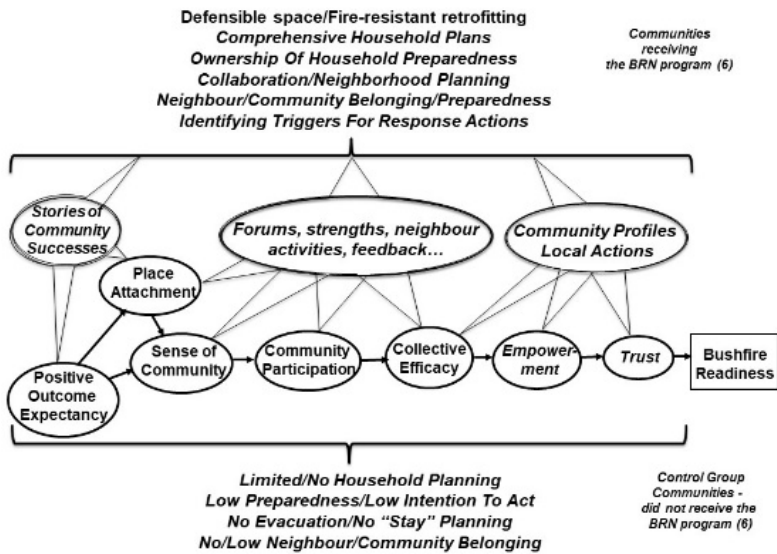 Defensible space/Fire-resistant retrofitting
Comprehensive Household Plans
Ownership Of Household Preparedness
Collaboration/Neighborhood Planning
Neighbour/Community Belonging/Preparedness
Identifying Triggers For Response Actions
Communities
receiving
the BRN program (6)
Stories of
Community
Successes
Forums, strengths, neighbour
activities, feedback...
Community Profiles
Local Actions
Place
Attachment
Positive
Outcome
Expectancy
Sense of
Community
Community
Participation
Collective
Efficacy
Empower-
ment
Trust
Bushfire
Readiness
Limited/No Household Planning
Low Preparedness/Low Intention To Act
No Evacuation/No “Stay” Planning
No/Low Neighbour/Community Belonging
Control Group
Communities -
did not receive the
BRN program (6)